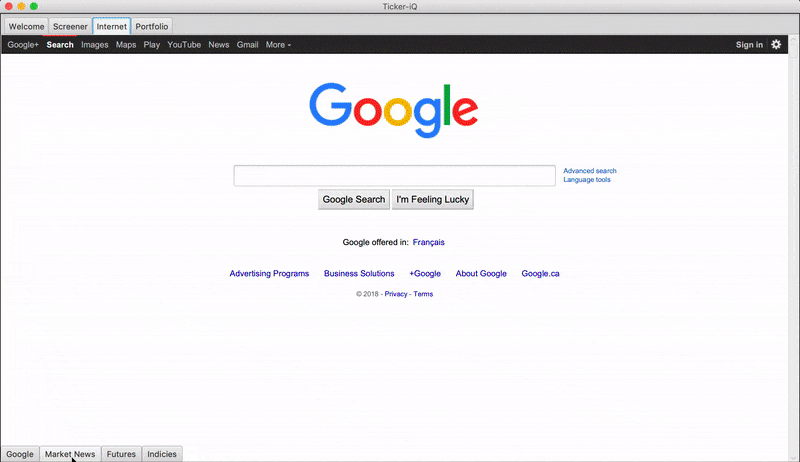 Ticker-iQ
Welcome Screener Internet Portfolio
Google+ Search Images Maps Play YouTube News Gmail More Sign in
Google
Advanced search
Language tools
Google Search I'm Feeling Lucky
Google offered in: Français
Advertising Programs Business Solutions +Google About Google Google.ca
© 2018 - Privacy - Terms
Google Market News Futures Indicies